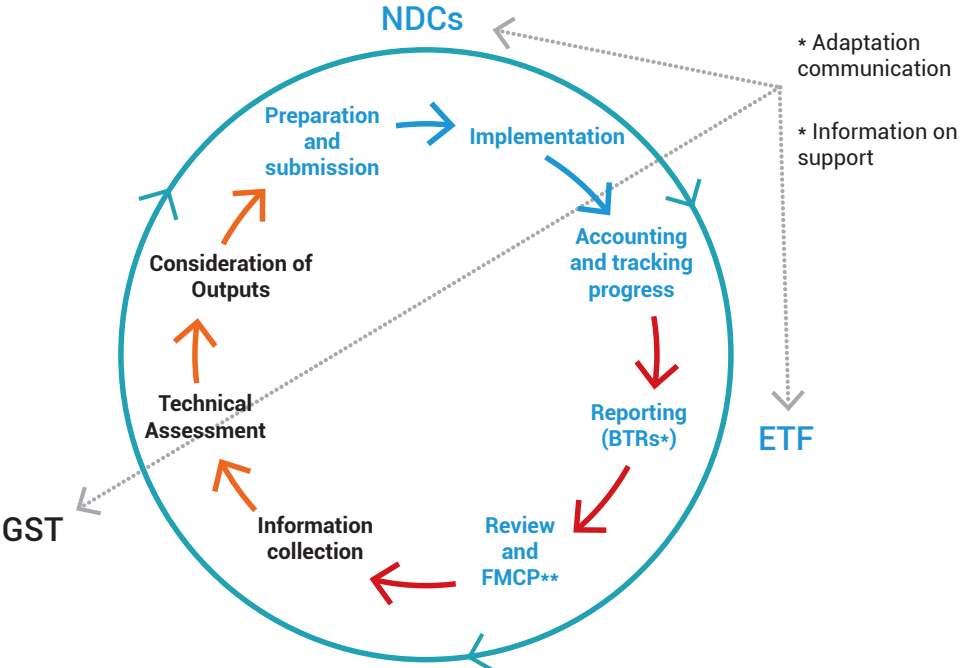 NDCs
* Adaptation
communication
* Information on
support
Preparation
and
submission
Implementation
Accounting
and tracking
progress
Reporting
(BTRs*)
ETF
Review
and
FMCP**
Information
collection
Technical
Assessment
Consideration of
Outputs
GST